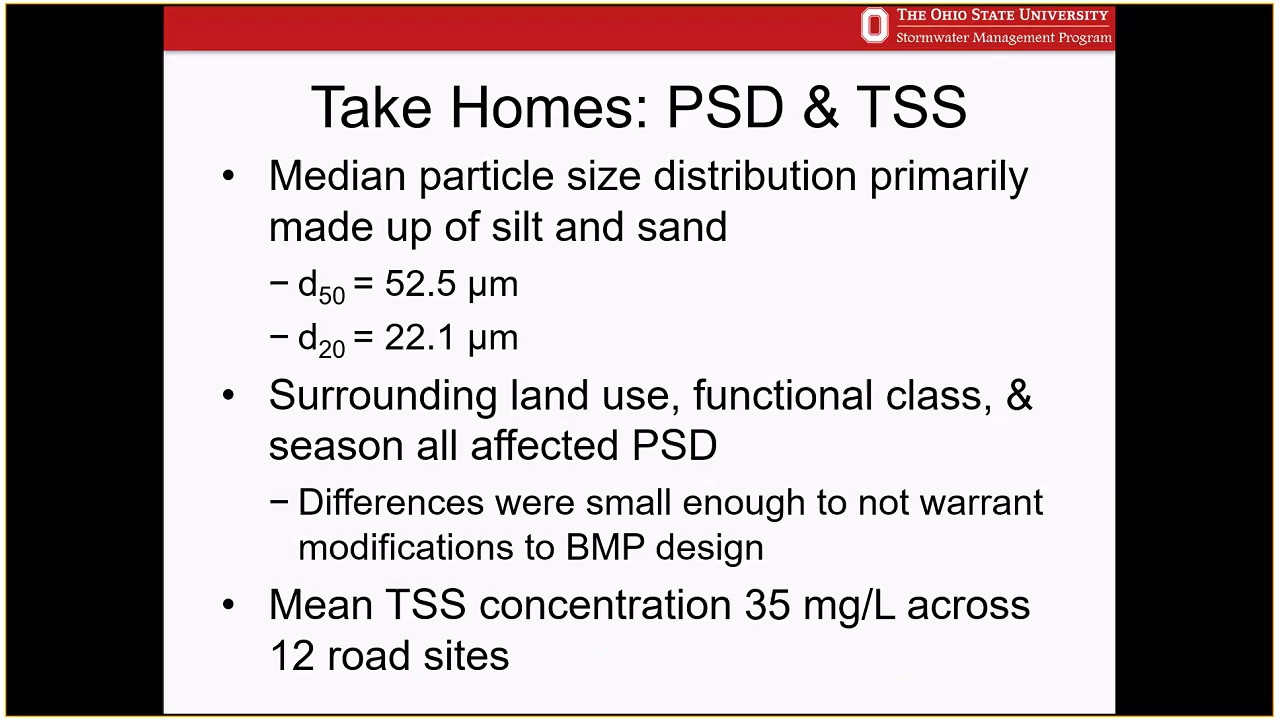 THE OHIO STATE UNIVERSITY
Stormwater Management Program
Take Homes: PSD & TSS
• Median particle size distribution primarily
made up of silt and sand
− d50 = 52.5 µm
− d20 = 22.1 µm
• Surrounding land use, functional class, &
season all affected PSD
− Differences were small enough to not warrant
modifications to BMP design
• Mean TSS concentration 35 mg/L across
12 road sites